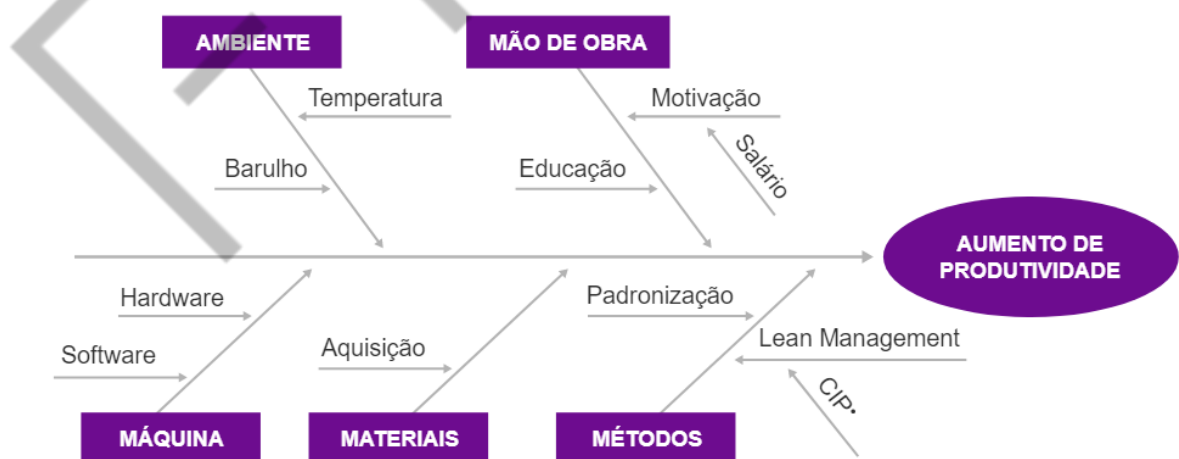 AMBIENTE
MÃO DE OBRA
Temperatura
Motivação
Barulho
Educação
Salário
AUMENTO DE
PRODUTIVIDADE
Hardware
Padronização
Software
Aquisição
Lean Management
CIP•
MÁQUINA
MATERIAIS
MÉTODOS